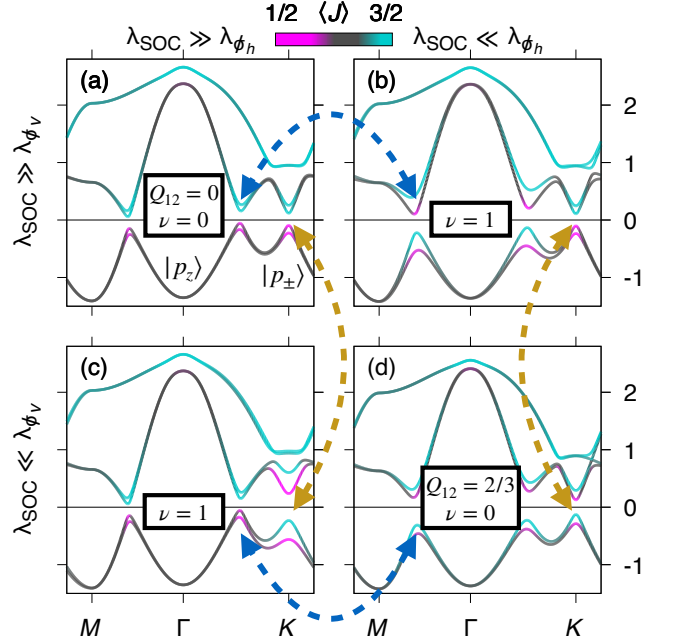 1/2 ⟨J⟩ 3/2
λSOC ≫ λϕh
λSOC ≪ λϕh
λSOC ≫ λϕv
(a)
Q12 = 0
ν = 0
|pz⟩
|p±⟩
(b)
ν = 1
2
1
0
-1
λSOC ≪ λϕv
(c)
ν = 1
(d)
Q12 = 2/3
ν = 0
2
1
0
-1
M Γ K
M Γ K